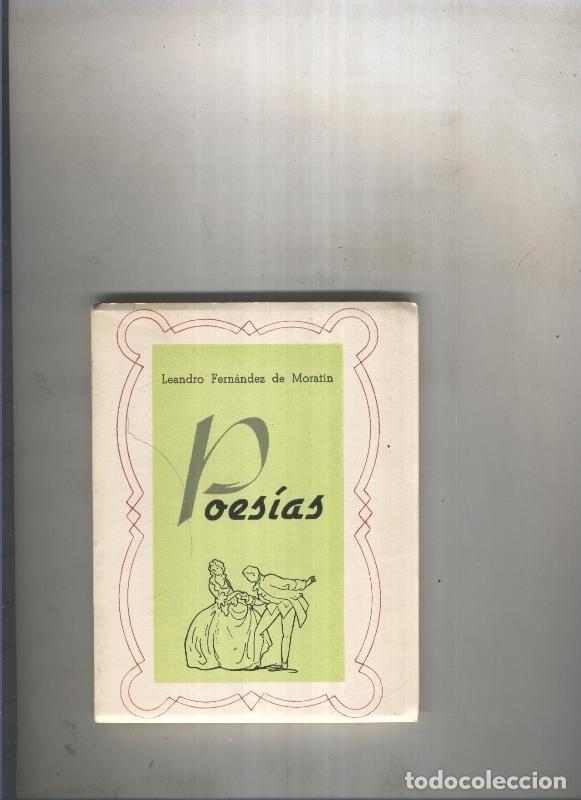 Leandro Fernández de Moratín
Poesías
todocoleccion